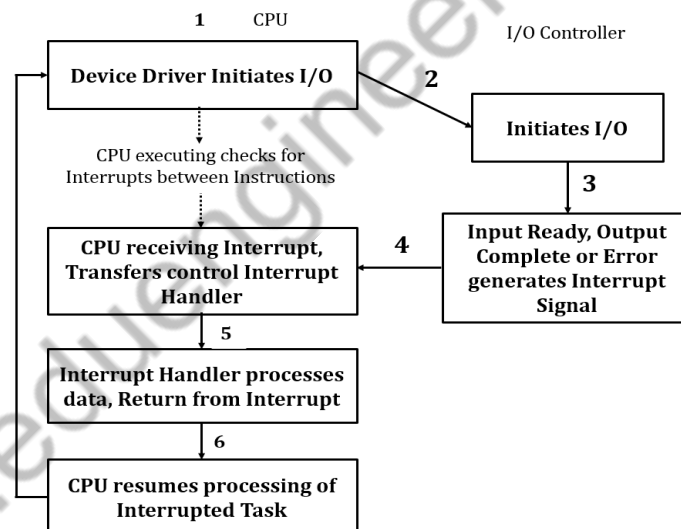 1 CPU
I/O Controller
Device Driver Initiates I/O
2
Initiates I/O
CPU executing checks for
Interrupts between Instructions
3
CPU receiving Interrupt,
Transfers control Interrupt
Handler
4
Input Ready, Output
Complete or Error
generates Interrupt
Signal
5
Interrupt Handler processes
data, Return from Interrupt
6
CPU resumes processing of
Interrupted Task
eduengineer